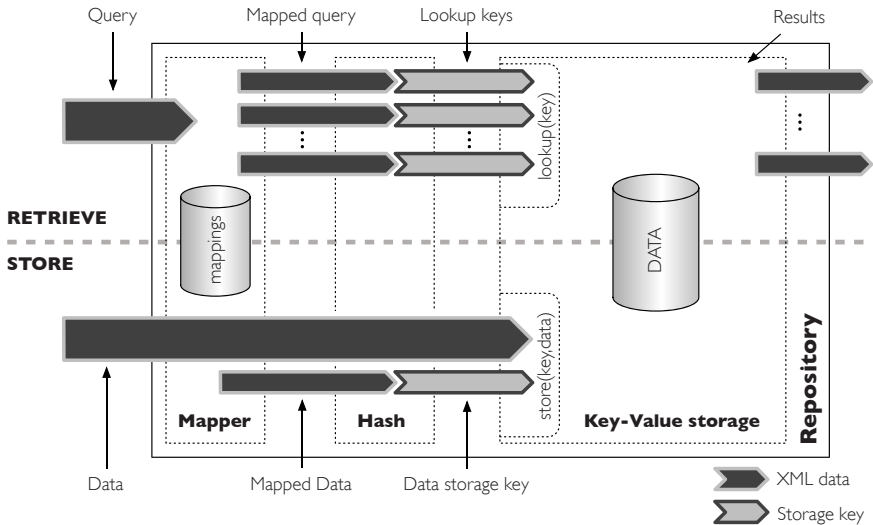 Query
Mapped query
Lookup keys
Results
lookup(key)
RETRIEVE
mappings
DATA
STORE
store(key,data)
Repository
Mapper
Hash
Key-Value storage
Data
Mapped Data
Data storage key
XML data
Storage key